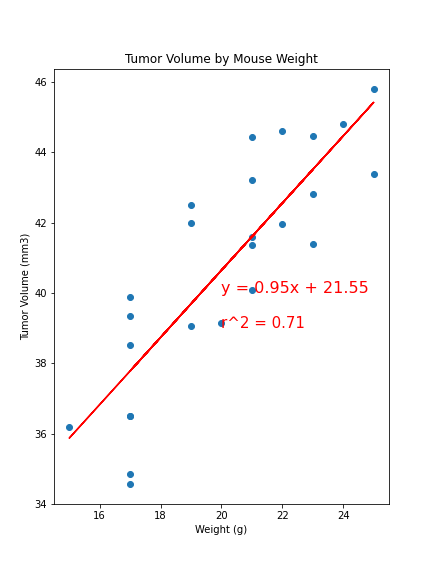 Tumor Volume by Mouse Weight
46
44
42
40
38
36
34
Tumor Volume (mm3)
y = 0.95x + 21.55
r^2 = 0.71
16
18
20
22
24
Weight (g)